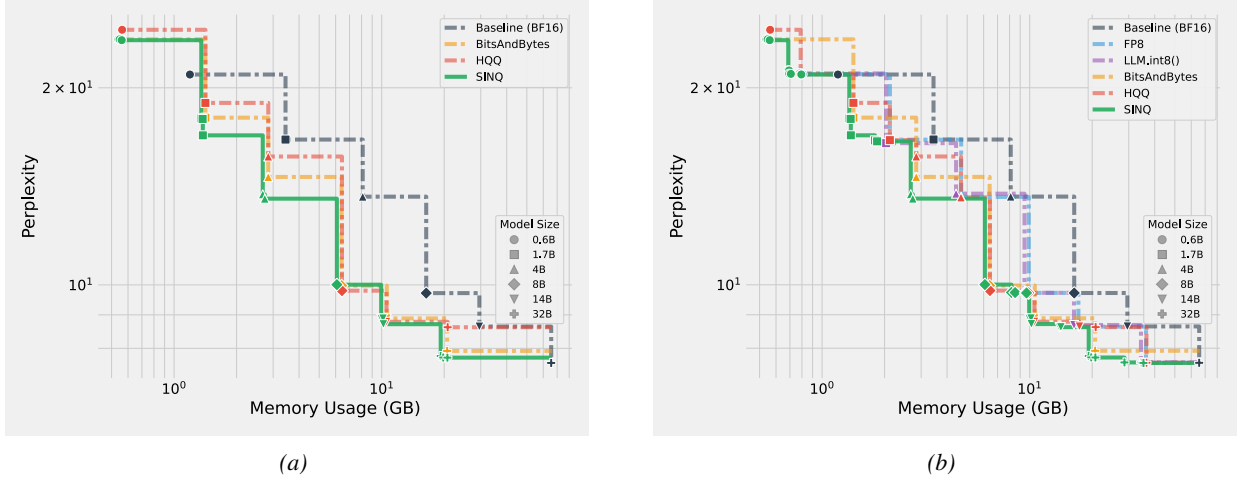 Baseline (BF16)
BitsAndBytes
HQQ
SINQ
2 × 10¹
10¹
Perplexity
Model Size
0.6B
1.7B
4B
8B
14B
32B
10⁰
10¹
Memory Usage (GB)
(a)
Baseline (BF16)
FP8
LLM.int8()
BitsAndBytes
HQQ
SINQ
2 × 10¹
10¹
Perplexity
Model Size
0.6B
1.7B
4B
8B
14B
32B
10⁰
10¹
Memory Usage (GB)
(b)